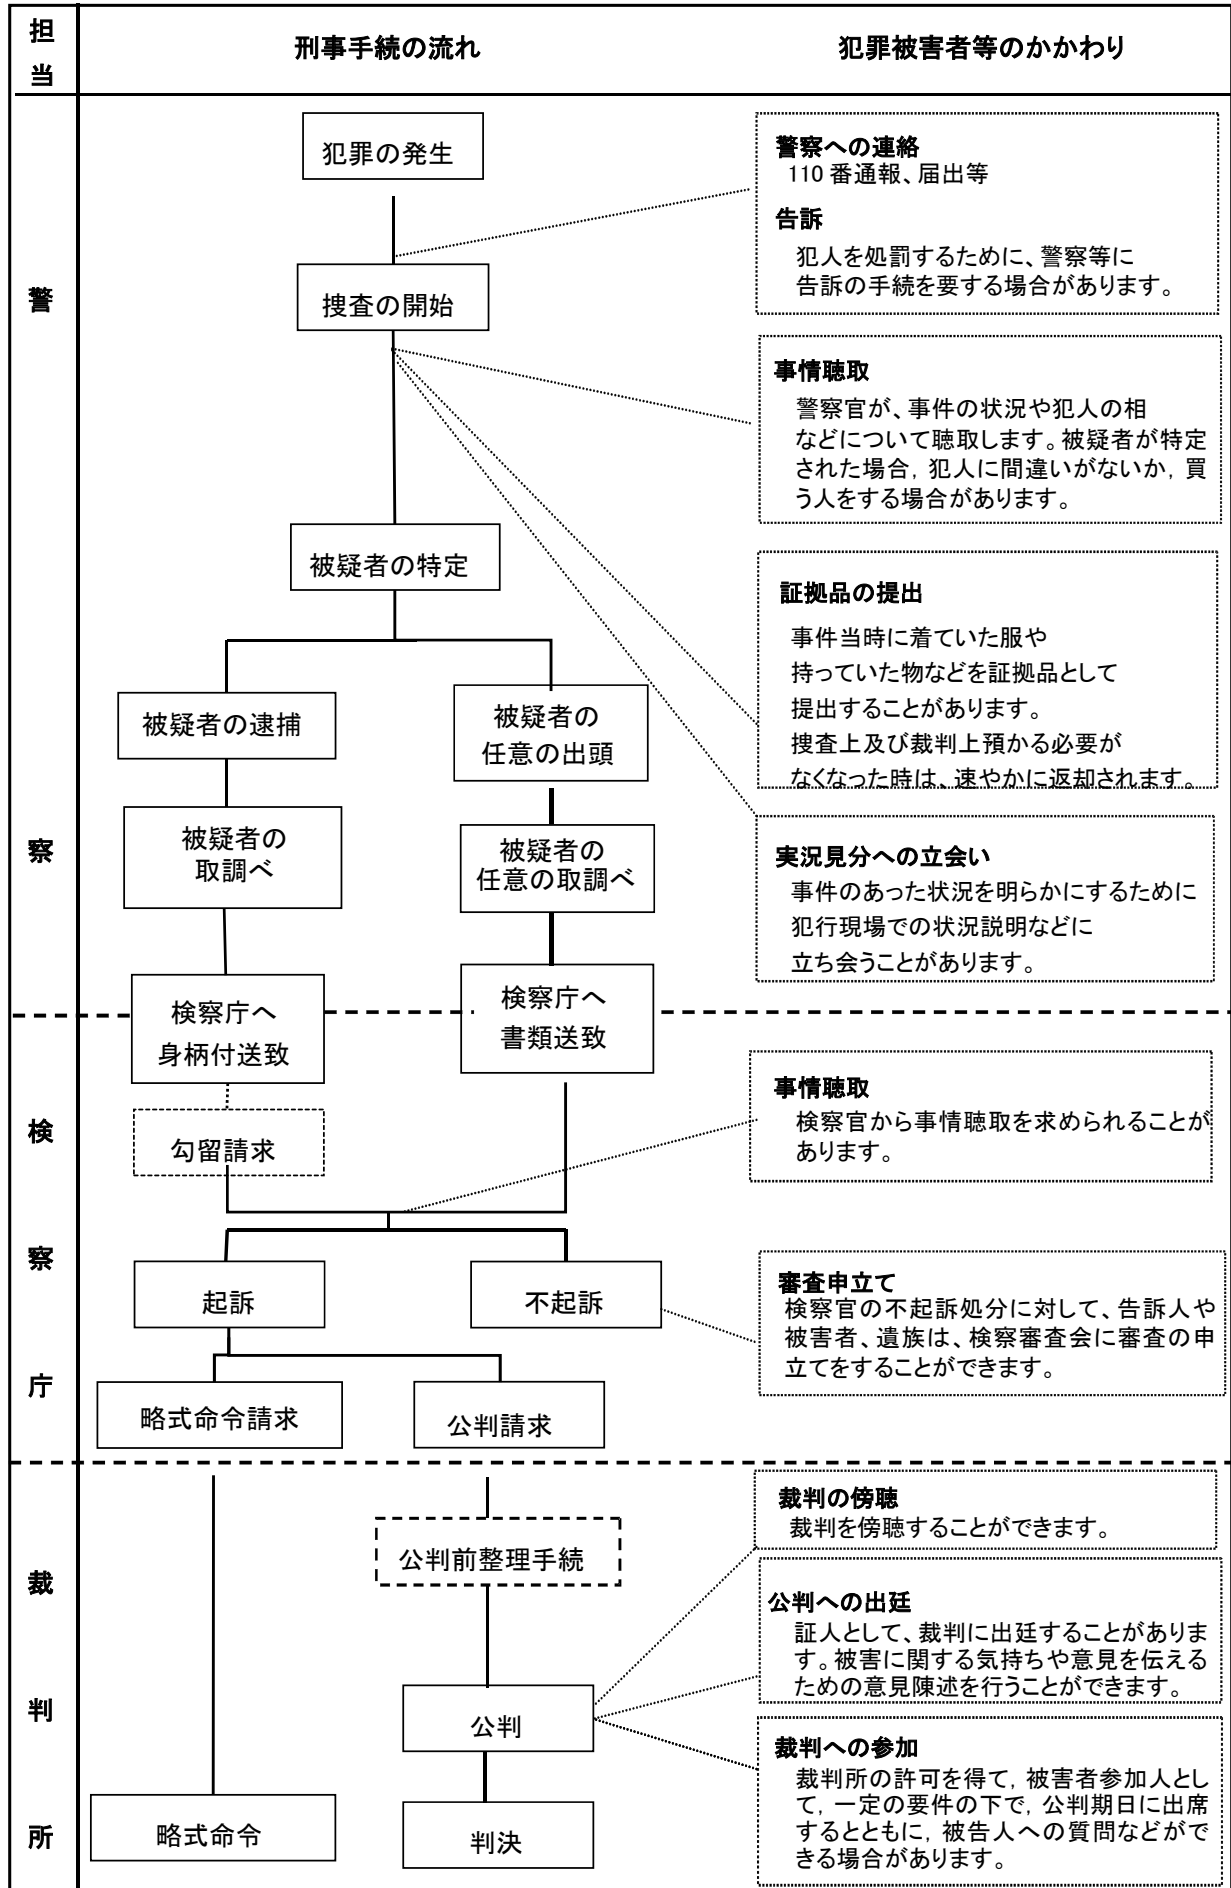 担当
刑事手続の流れ
犯罪被害者等のかかわり
警察
犯罪の発生
警察への連絡
110 番通報、届出等
告訴
犯人を処罰するために、警察等に
告訴の手続を要する場合があります。
捜査の開始
事情聴取
警察官が、事件の状況や犯人の相
などについて聴取します。被疑者が特定
された場合, 犯人に間違いがないか, 買
う人をする場合があります。
被疑者の特定
証拠品の提出
事件当時に着ていた服や
持っていた物などを証拠品として
提出することがあります。
捜査上及び裁判上預かる必要が
なくなった時は、速やかに返却されます。
被疑者の逮捕
被疑者の
任意の出頭
被疑者の
取調べ
被疑者の
任意の取調べ
実況見分への立会い
事件のあった状況を明らかにするために
犯行現場での状況説明などに
立ち会うことがあります。
検察庁へ
身柄付送致
検察庁へ
書類送致
検察庁
事情聴取
検察官から事情聴取を求められることが
あります。
勾留請求
起訴
不起訴
審査申立て
検察官の不起訴処分に対して、告訴人や
被害者、遺族は、検察審査会に審査の申
立てをすることができます。
略式命令請求
公判請求
裁判所
裁判の傍聴
裁判を傍聴することができます。
公判前整理手続
公判への出廷
証人として、裁判に出廷することがありま
す。被害に関する気持ちや意見を伝える
ための意見陳述を行うことができます。
公判
裁判への参加
裁判所の許可を得て, 被害者参加人とし
て, 一定の要件の下で, 公判期日に出席
するとともに, 被告人への質問などがで
きる場合があります。
略式命令
判決